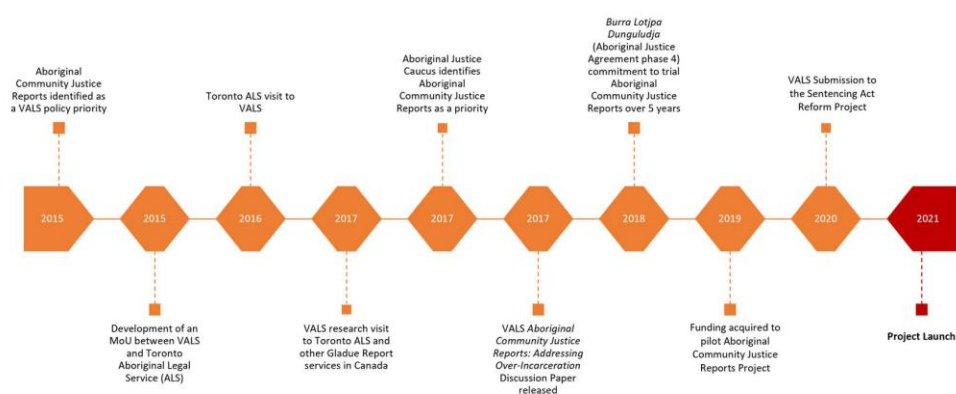 Aboriginal
Community Justice
Reports identified as
a VALS policy priority
Toronto ALS visit to
VALS
Aboriginal Justice
Caucus identifies
Aboriginal
Community Justice
Reports as a priority
Burra Lotjpa
Dunguludja
(Aboriginal Justice
Agreement phase 4)
commitment to trial
Aboriginal
Community Justice
Reports over 5 years
VALS Submission to
the Sentencing Act
Reform Project
2015
2015
2016
2017
2017
2017
2018
2019
2020
2021
Development of an
MoU between VALS
and Toronto
Aboriginal Legal
Service (ALS)
VALS research visit
to Toronto ALS and
other Gladue Report
services in Canada
VALS Aboriginal
Community Justice
Reports: Addressing
Over-Incarceration
Discussion Paper
released
Funding acquired to
pilot Aboriginal
Community Justice
Reports Project
Project Launch